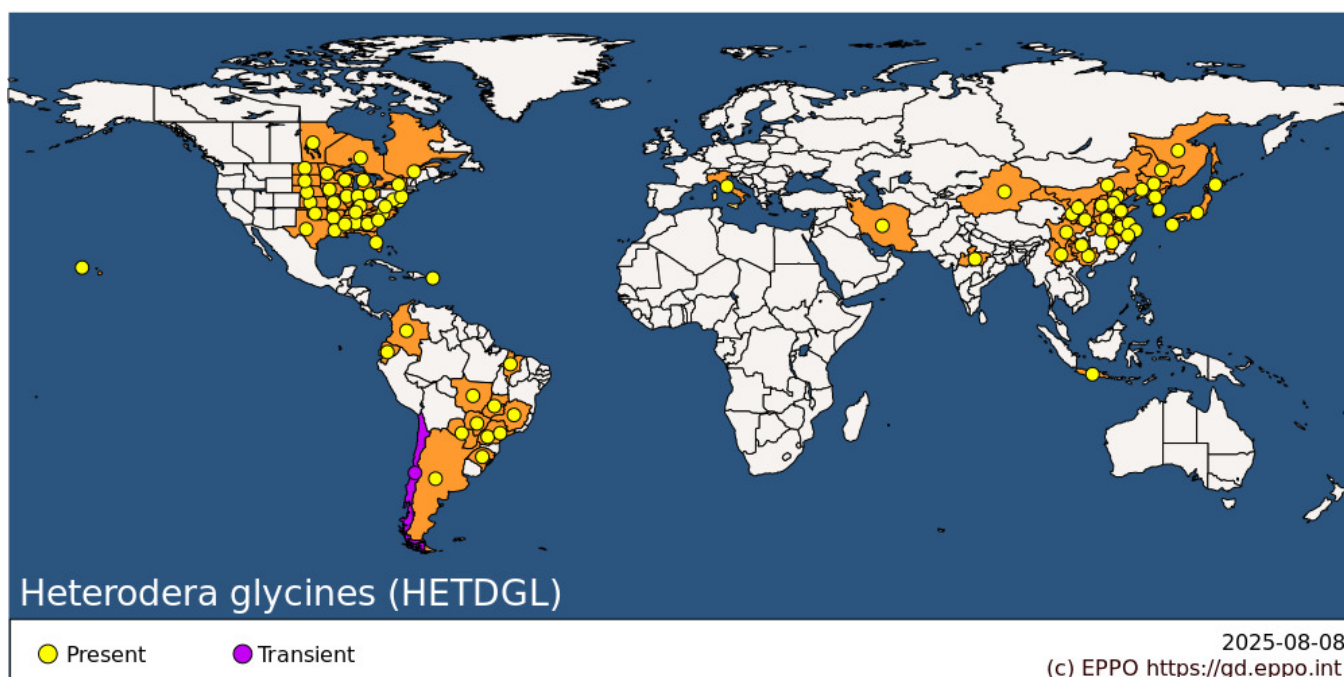 Heterodera glycines (HETDGL)
Present
Transient
2025-08-08
(c) EPPO https://gd.eppo.int